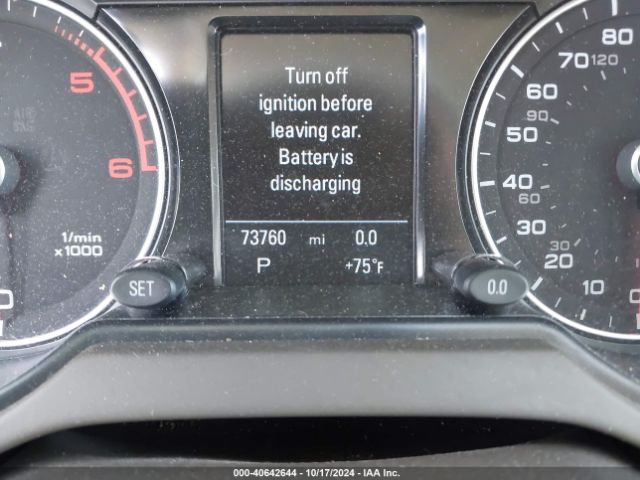 Turn off
ignition before
leaving car.
Battery is
discharging
73760 mi 0.0
P +75°F
5
6
1/min
x1000
0
SET
0.0
80
70 120
60
90
50
40
60
30
30
20
10
0
000-40642644 | 10/17/2024 | IAA Inc.